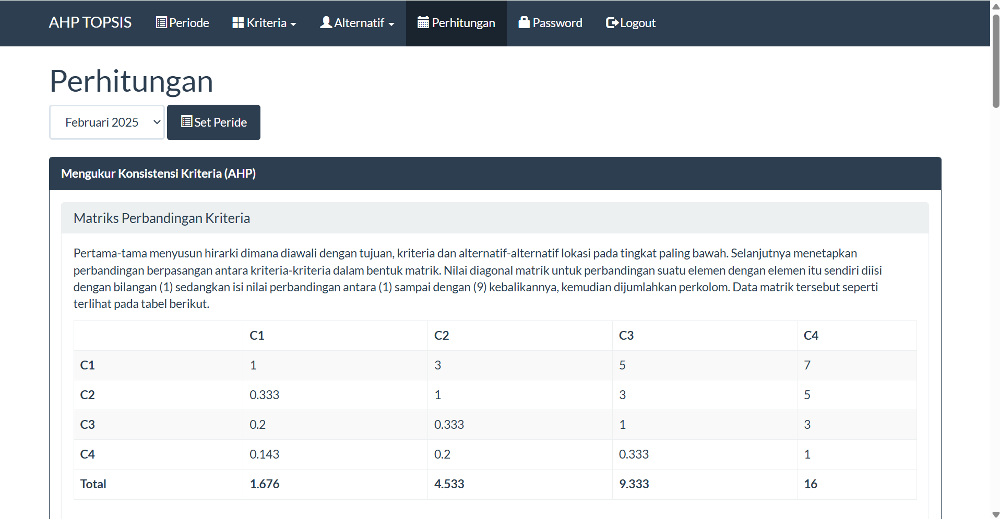 AHP TOPSIS Periode Kriteria Alternatif Perhitungan Password Logout
Perhitungan
Februari 2025 Set Peride
Mengukur Konsistensi Kriteria (AHP)
Matriks Perbandingan Kriteria
Pertama-tama menyusun hirarki dimana diawali dengan tujuan, kriteria dan alternatif-alternatif lokasi pada tingkat paling bawah. Selanjutnya menetapkan
perbandingan berpasangan antara kriteria-kriteria dalam bentuk matrik. Nilai diagonal matrik untuk perbandingan suatu elemen dengan elemen itu sendiri diisi
dengan bilangan (1) sedangkan isi nilai perbandingan antara (1) sampai dengan (9) kebalikannya, kemudian dijumlahkan perkolom. Data matrik tersebut seperti
terlihat pada tabel berikut.
C1 C2 C3 C4
C1 1 3 5 7
C2 0.333 1 3 5
C3 0.2 0.333 1 3
C4 0.143 0.2 0.333 1
Total 1.676 4.533 9.333 16